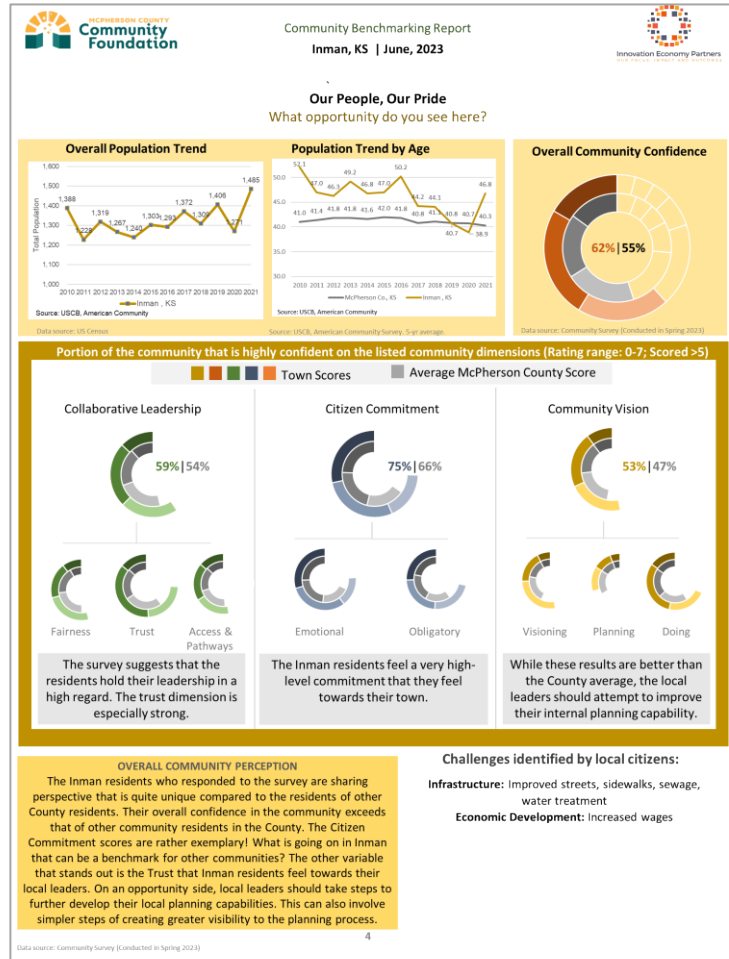 MCPHERSON COUNTY
Community
Foundation
Community Benchmarking Report
Inman, KS | June, 2023
Innovation Economy Partners
OUR FOCUS: IMPACT AND OUTCOMES
`
Our People, Our Pride
What opportunity do you see here?
Overall Population Trend
1,600
1,500
1,400
1,300
1,200
1,100
1,000
Total Population
1,388
1,228
1,319
1,267
1,240
1,303
1,293
1,372
1,309
1,406
1,271
1,485
2010 2011 2012 2013 2014 2015 2016 2017 2018 2019 2020 2021
Inman , KS
Source: USCB, American Community
Data source: US Census
Population Trend by Age
50.0
45.0
40.0
35.0
30.0
52.1
47.0
46.3
49.2
46.8
47.0
50.2
44.2
44.1
40.7
38.9
46.8
41.0
41.4
41.8
41.8
41.6
42.0
41.8
40.8
41.3
40.8
40.7
40.3
2010 2011 2012 2013 2014 2015 2016 2017 2018 2019 2020 2021
McPherson Co., KS
Inman , KS
Source: USCB, American Community
Source: USCB, American Community Survey. 5-yr average.
Overall Community Confidence
62%|55%
Data source: Community Survey (Conducted in Spring 2023)
Portion of the community that is highly confident on the listed community dimensions (Rating range: 0-7; Scored >5)
Town Scores
Average McPherson County Score
Collaborative Leadership
59%|54%
Fairness
Trust
Access &
Pathways
The survey suggests that the
residents hold their leadership in a
high regard. The trust dimension is
especially strong.
Citizen Commitment
75%|66%
Emotional
Obligatory
The Inman residents feel a very high-
level commitment that they feel
towards their town.
Community Vision
53%|47%
Visioning
Planning
Doing
While these results are better than
the County average, the local
leaders should attempt to improve
their internal planning capability.
OVERALL COMMUNITY PERCEPTION
The Inman residents who responded to the survey are sharing
perspective that is quite unique compared to the residents of other
County residents. Their overall confidence in the community exceeds
that of other community residents in the County. The Citizen
Commitment scores are rather exemplary! What is going on in Inman
that can be a benchmark for other communities? The other variable
that stands out is the Trust that Inman residents feel towards their
local leaders. On an opportunity side, local leaders should take steps to
further develop their local planning capabilities. This can also involve
simpler steps of creating greater visibility to the planning process.
Challenges identified by local citizens:
Infrastructure: Improved streets, sidewalks, sewage,
water treatment
Economic Development: Increased wages
4
Data source: Community Survey (Conducted in Spring 2023)